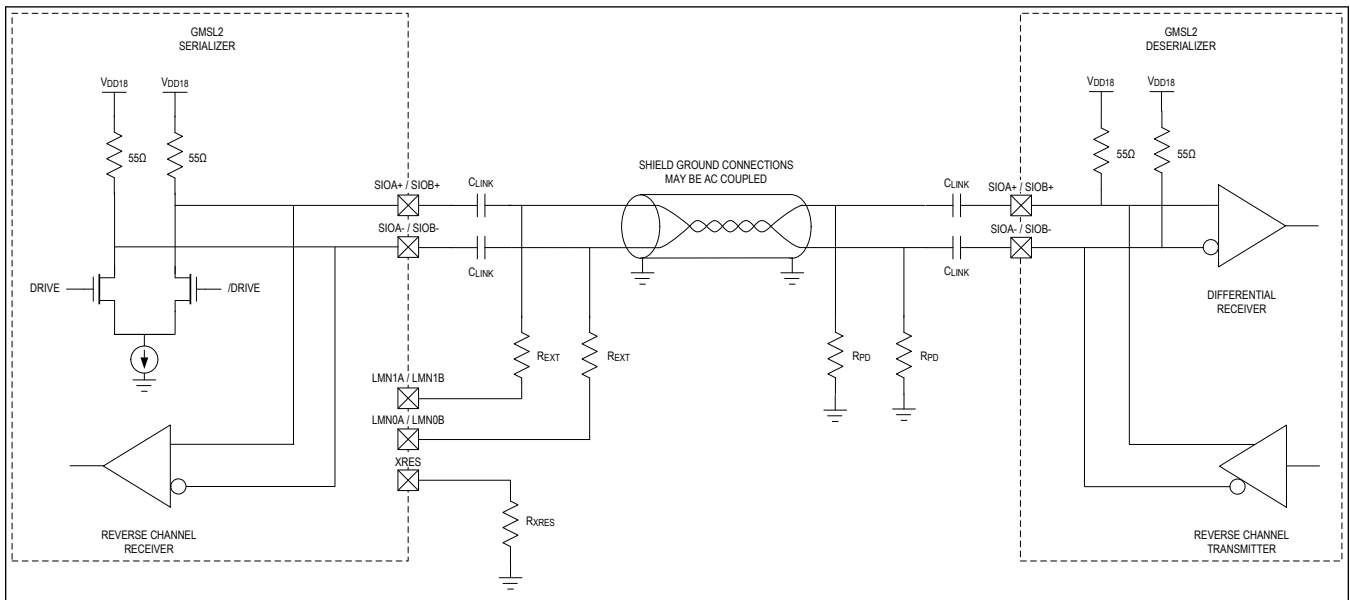 GMSL2
SERIALIZER
VDD18
VDD18
55Ω
55Ω
DRIVE
/DRIVE
REVERSE CHANNEL
RECEIVER
SIOA+ / SIOB+
SIOA- / SIOB-
CLINK
CLINK
LMN1A / LMN1B
LMN0A / LMN0B
XRES
REXT
REXT
RXRES
SHIELD GROUND CONNECTIONS
MAY BE AC COUPLED
RPD
RPD
CLINK
CLINK
SIOA+ / SIOB+
SIOA- / SIOB-
GMSL2
DESERIALIZER
VDD18
VDD18
55Ω
55Ω
DIFFERENTIAL
RECEIVER
REVERSE CHANNEL
TRANSMITTER